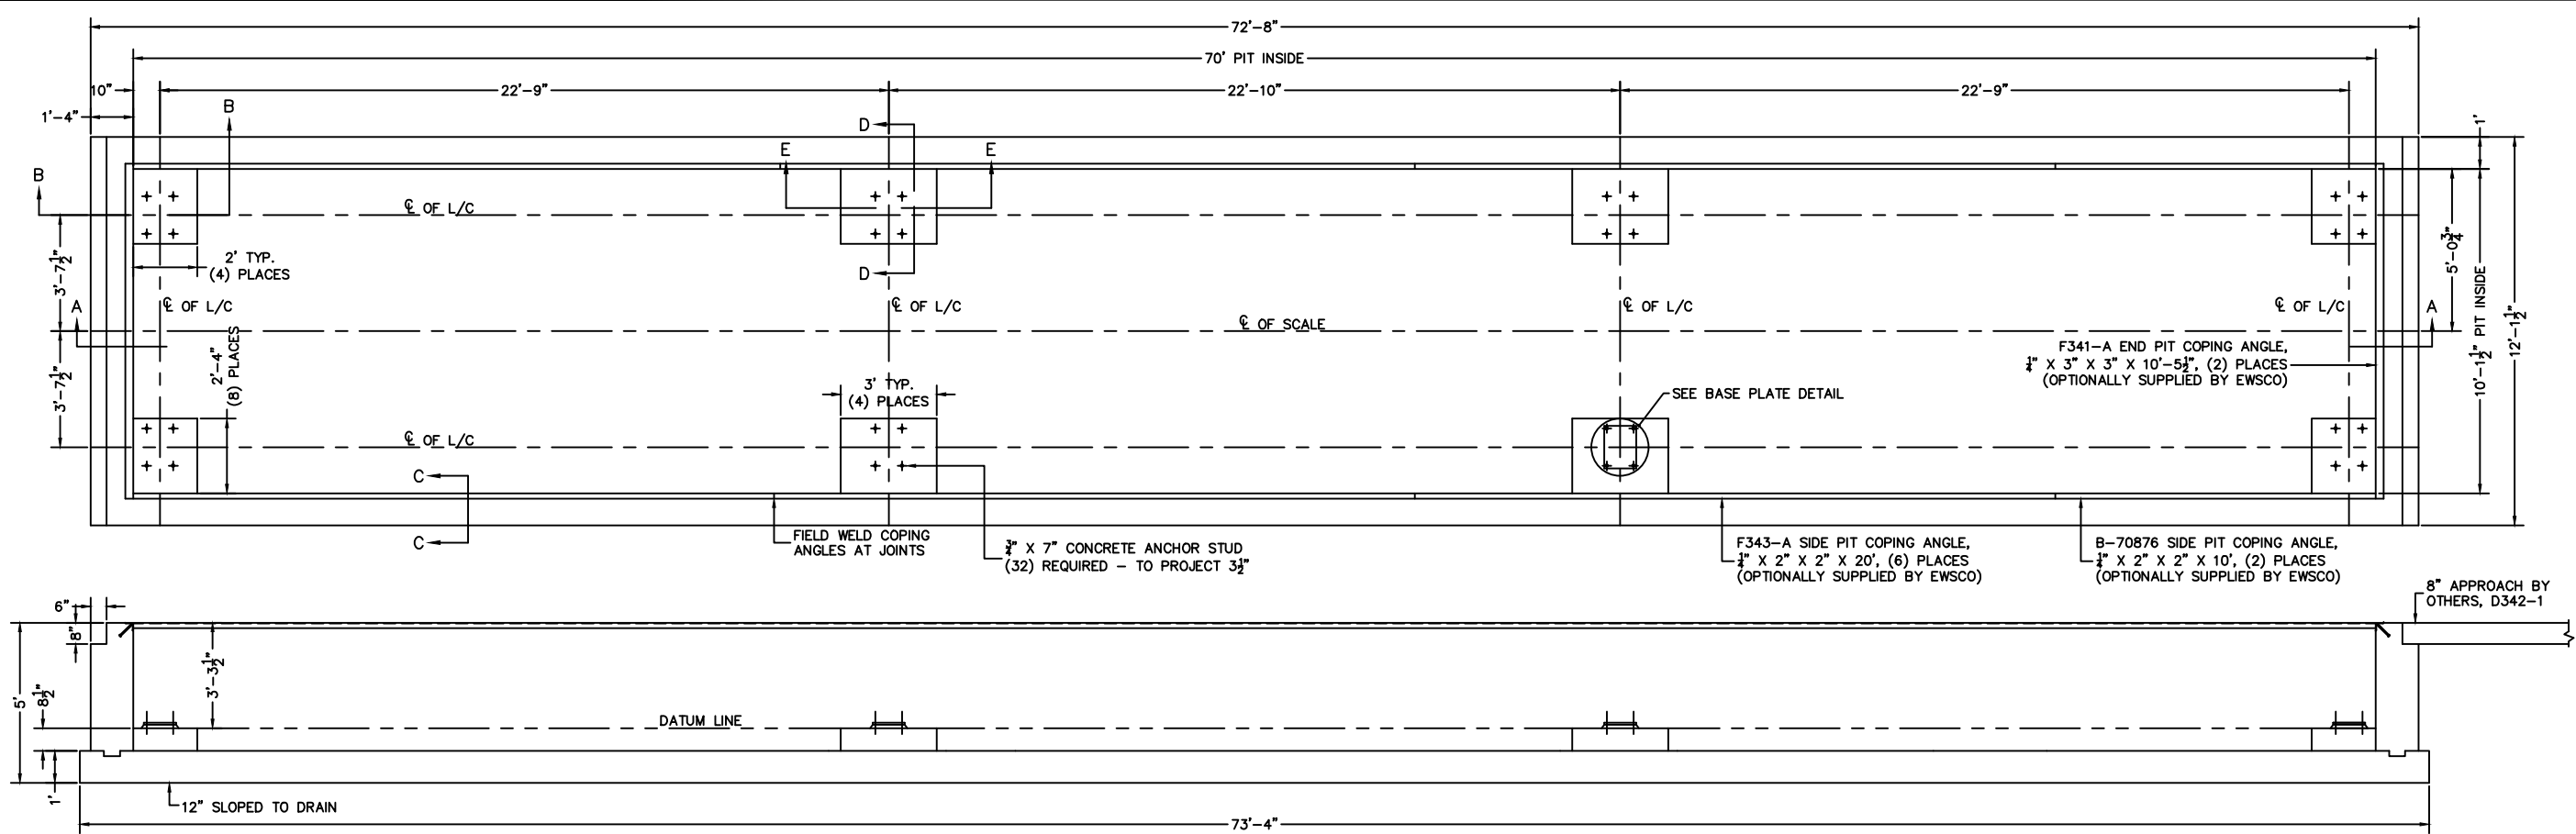 72'-8"
70' PIT INSIDE
10"
22'-9"
22'-10"
22'-9"
1'-4"
B
D
1'
E
E
B
℄ OF L/C
2' TYP.
(4) PLACES
D
3'-7½"
5'-0¾"
A
℄ OF L/C
℄ OF L/C
℄ OF L/C
℄ OF L/C
A
℄ OF SCALE
10'-1½" PIT INSIDE
12'-1½"
3'-7½"
2'-4"
(8) PLACES
F341-A END PIT COPING ANGLE,
¼" X 3" X 3" X 10'-5½", (2) PLACES
(OPTIONALLY SUPPLIED BY EWSCO)
3' TYP.
(4) PLACES
SEE BASE PLATE DETAIL
℄ OF L/C
C
C
FIELD WELD COPING
ANGLES AT JOINTS
¾" X 7" CONCRETE ANCHOR STUD
(32) REQUIRED - TO PROJECT 3½"
F343-A SIDE PIT COPING ANGLE,
¼" X 2" X 2" X 20', (6) PLACES
(OPTIONALLY SUPPLIED BY EWSCO)
B-70876 SIDE PIT COPING ANGLE,
¼" X 2" X 2" X 10', (2) PLACES
(OPTIONALLY SUPPLIED BY EWSCO)
8" APPROACH BY
OTHERS, D342-1
6"
8"
3'-3½"
5'
8½"
DATUM LINE
1'
12" SLOPED TO DRAIN
73'-4"